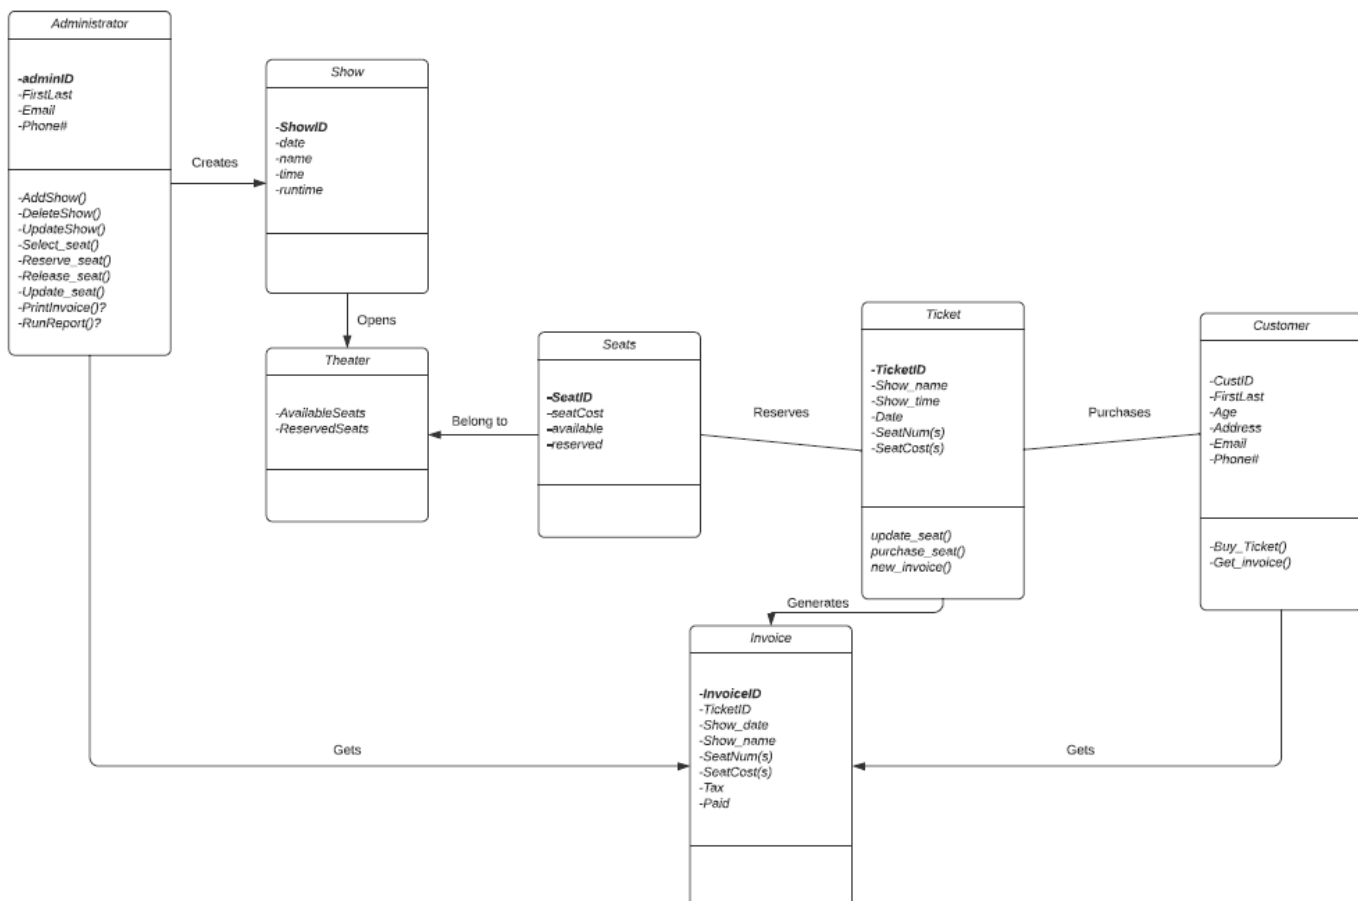 Administrator
-adminID
-FirstLast
-Email
-Phone#
-AddShow()
-DeleteShow()
-UpdateShow()
-Select_seat()
-Reserve_seat()
-Release_seat()
-Update_seat()
-PrintInvoice()?
-RunReport()?
Creates
Show
-ShowID
-date
-name
-time
-runtime
Opens
Theater
-AvailableSeats
-ReservedSeats
Belong to
Seats
-SeatID
-seatCost
-available
-reserved
Reserves
Ticket
-TicketID
-Show_name
-Show_time
-Date
-SeatNum(s)
-SeatCost(s)
update_seat()
purchase_seat()
new_invoice()
Purchases
Customer
-CustID
-FirstLast
-Age
-Address
-Email
-Phone#
-Buy_Ticket()
-Get_invoice()
Generates
Invoice
-InvoiceID
-TicketID
-Show_date
-Show_name
-SeatNum(s)
-SeatCost(s)
-Tax
-Paid
Gets
Gets